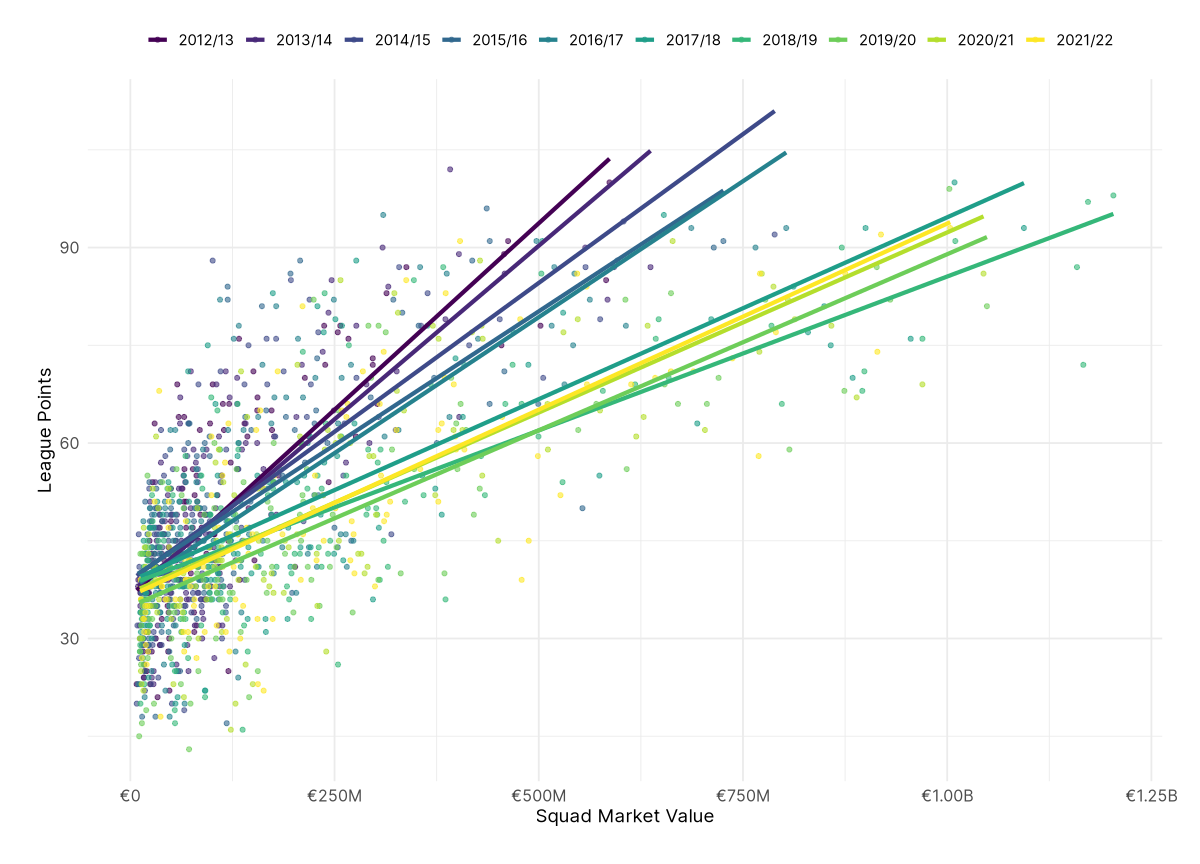 2012/13 2013/14 2014/15 2015/16 2016/17 2017/18 2018/19 2019/20 2020/21 2021/22
League Points
90
60
30
€0 €250M €500M €750M €1.00B €1.25B
Squad Market Value